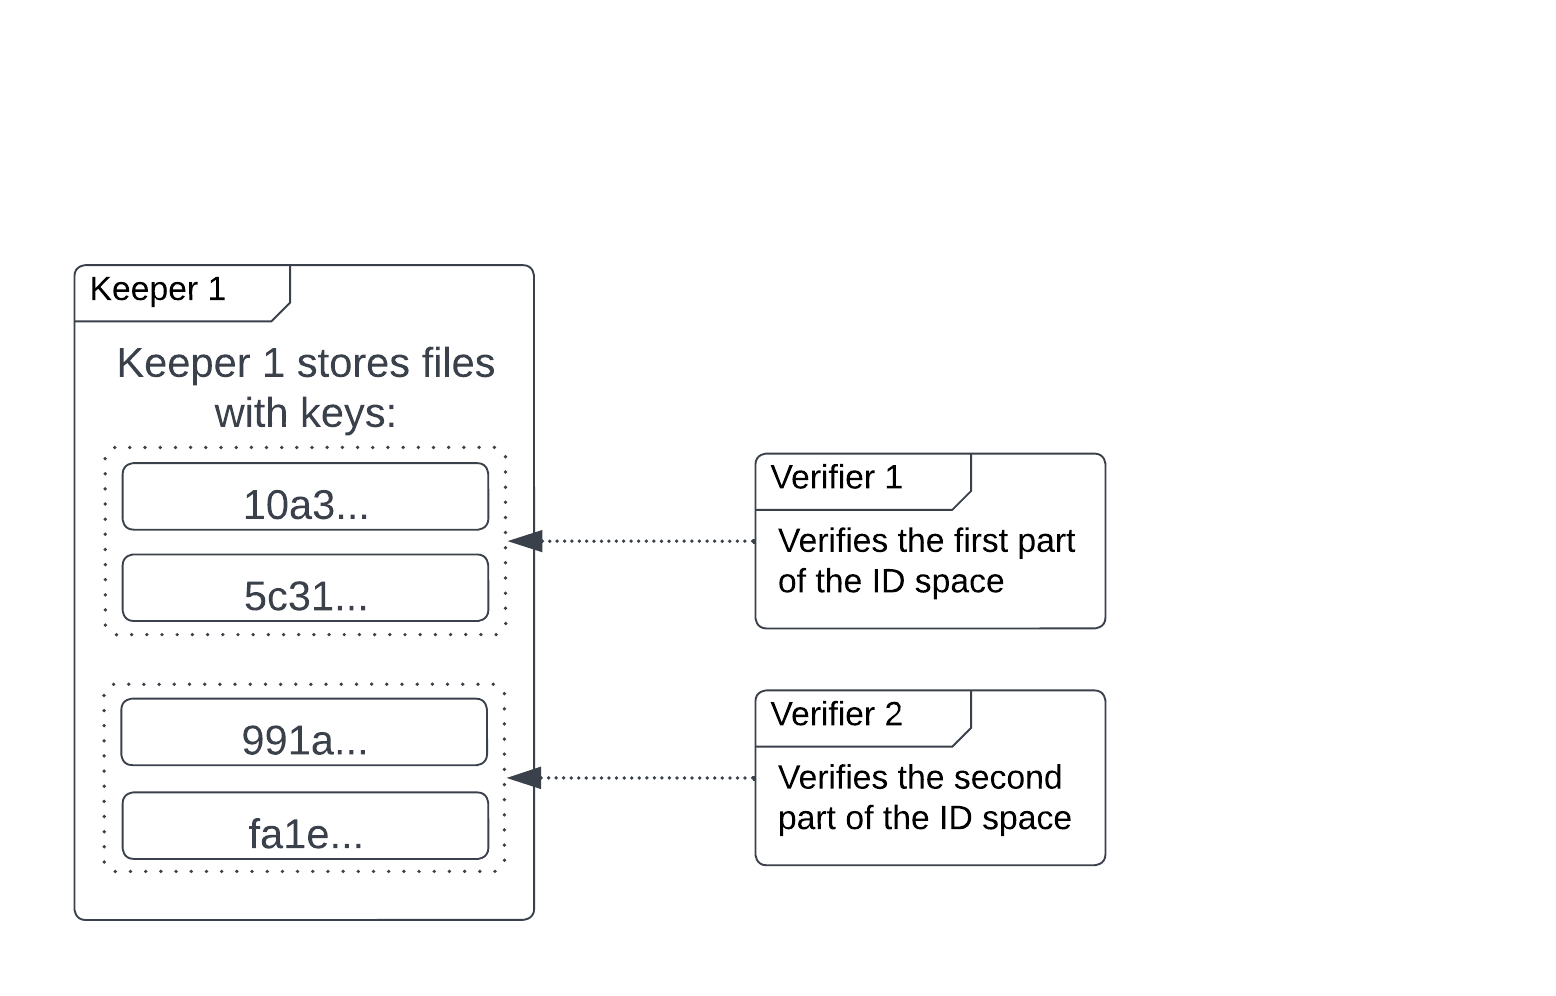 Keeper 1
Keeper 1 stores files
with keys:
10a3...
5c31...
991a...
fa1e...
Verifier 1
Verifies the first part
of the ID space
Verifier 2
Verifies the second
part of the ID space